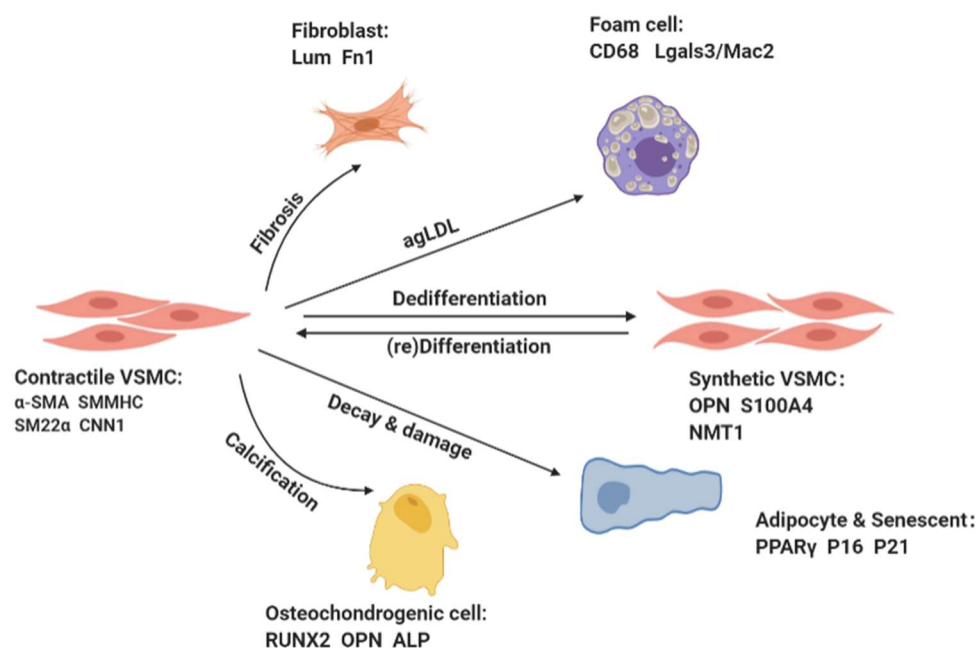 Fibroblast:
Lum Fn1
Foam cell:
CD68 Lgals3/Mac2
Fibrosis
agLDL
Dedifferentiation
(re)Differentiation
Contractile VSMC:
α-SMA SMMHC
SM22α CNN1
Synthetic VSMC:
OPN S100A4
NMT1
Decay & damage
Calcification
Adipocyte & Senescent:
PPARγ P16 P21
Osteochondrogenic cell:
RUNX2 OPN ALP